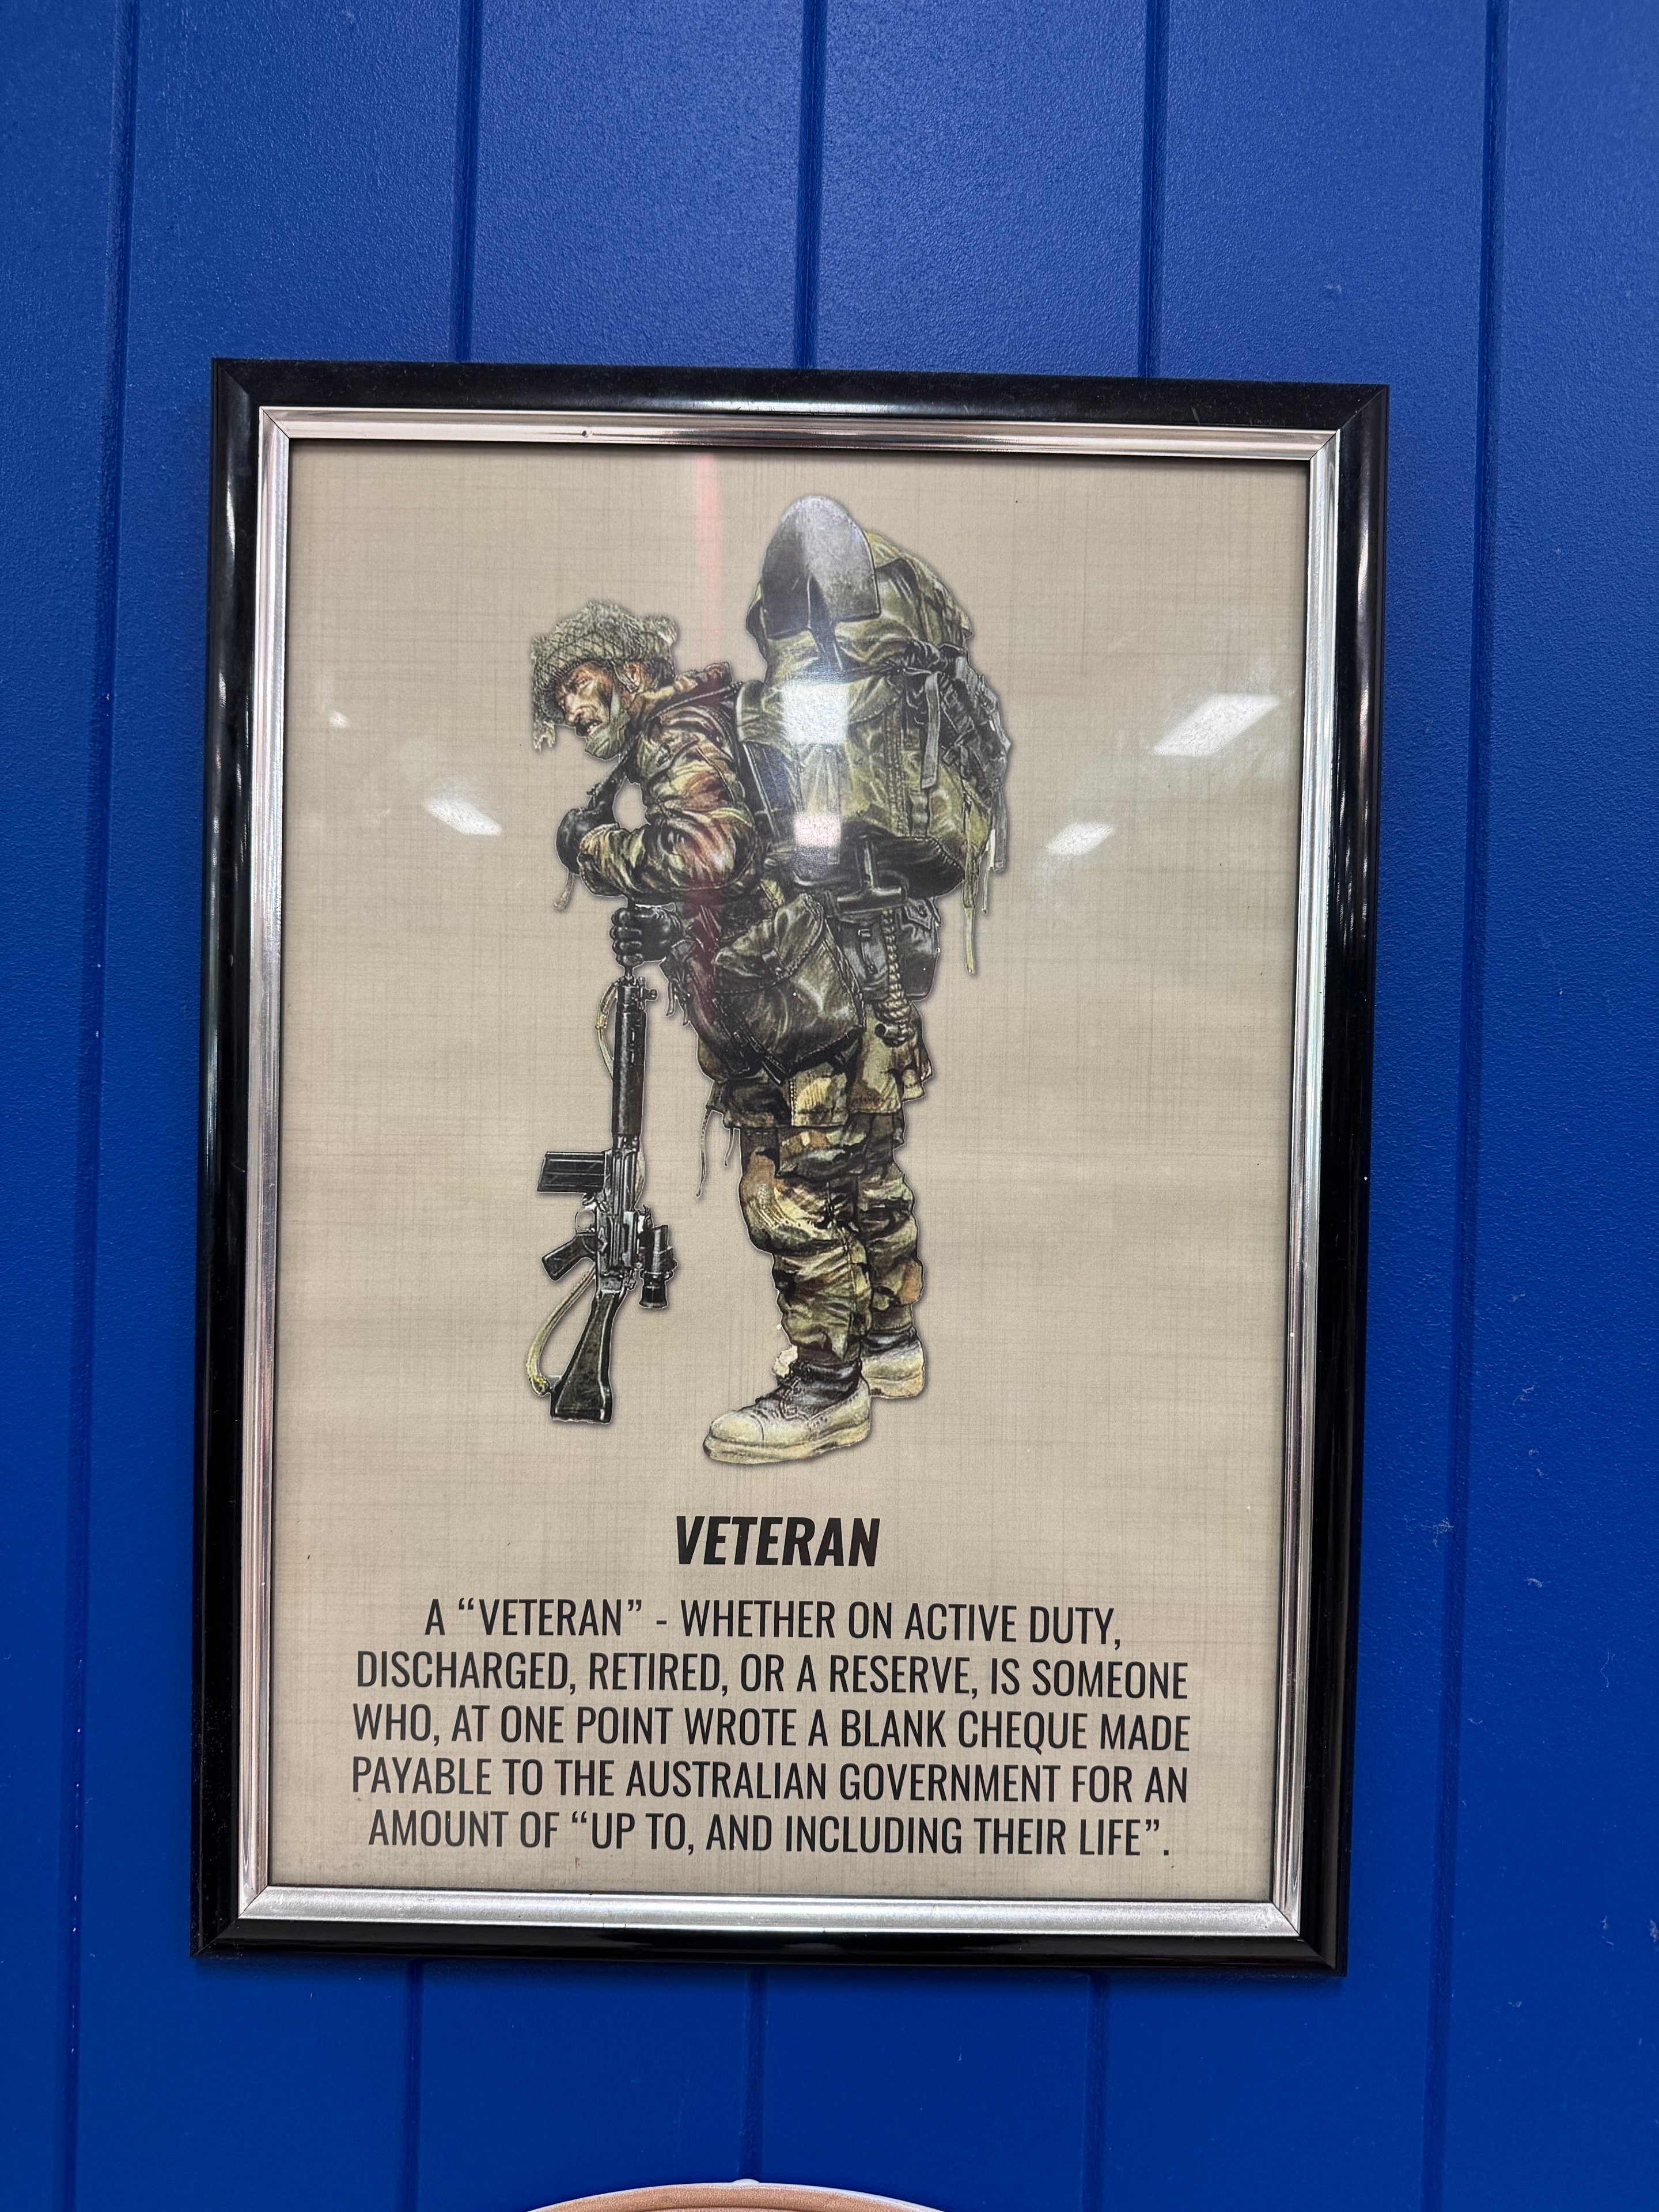 VETERAN
A “VETERAN” - WHETHER ON ACTIVE DUTY,
DISCHARGED, RETIRED, OR A RESERVE, IS SOMEONE
WHO, AT ONE POINT WROTE A BLANK CHEQUE MADE
PAYABLE TO THE AUSTRALIAN GOVERNMENT FOR AN
AMOUNT OF “UP TO, AND INCLUDING THEIR LIFE”.